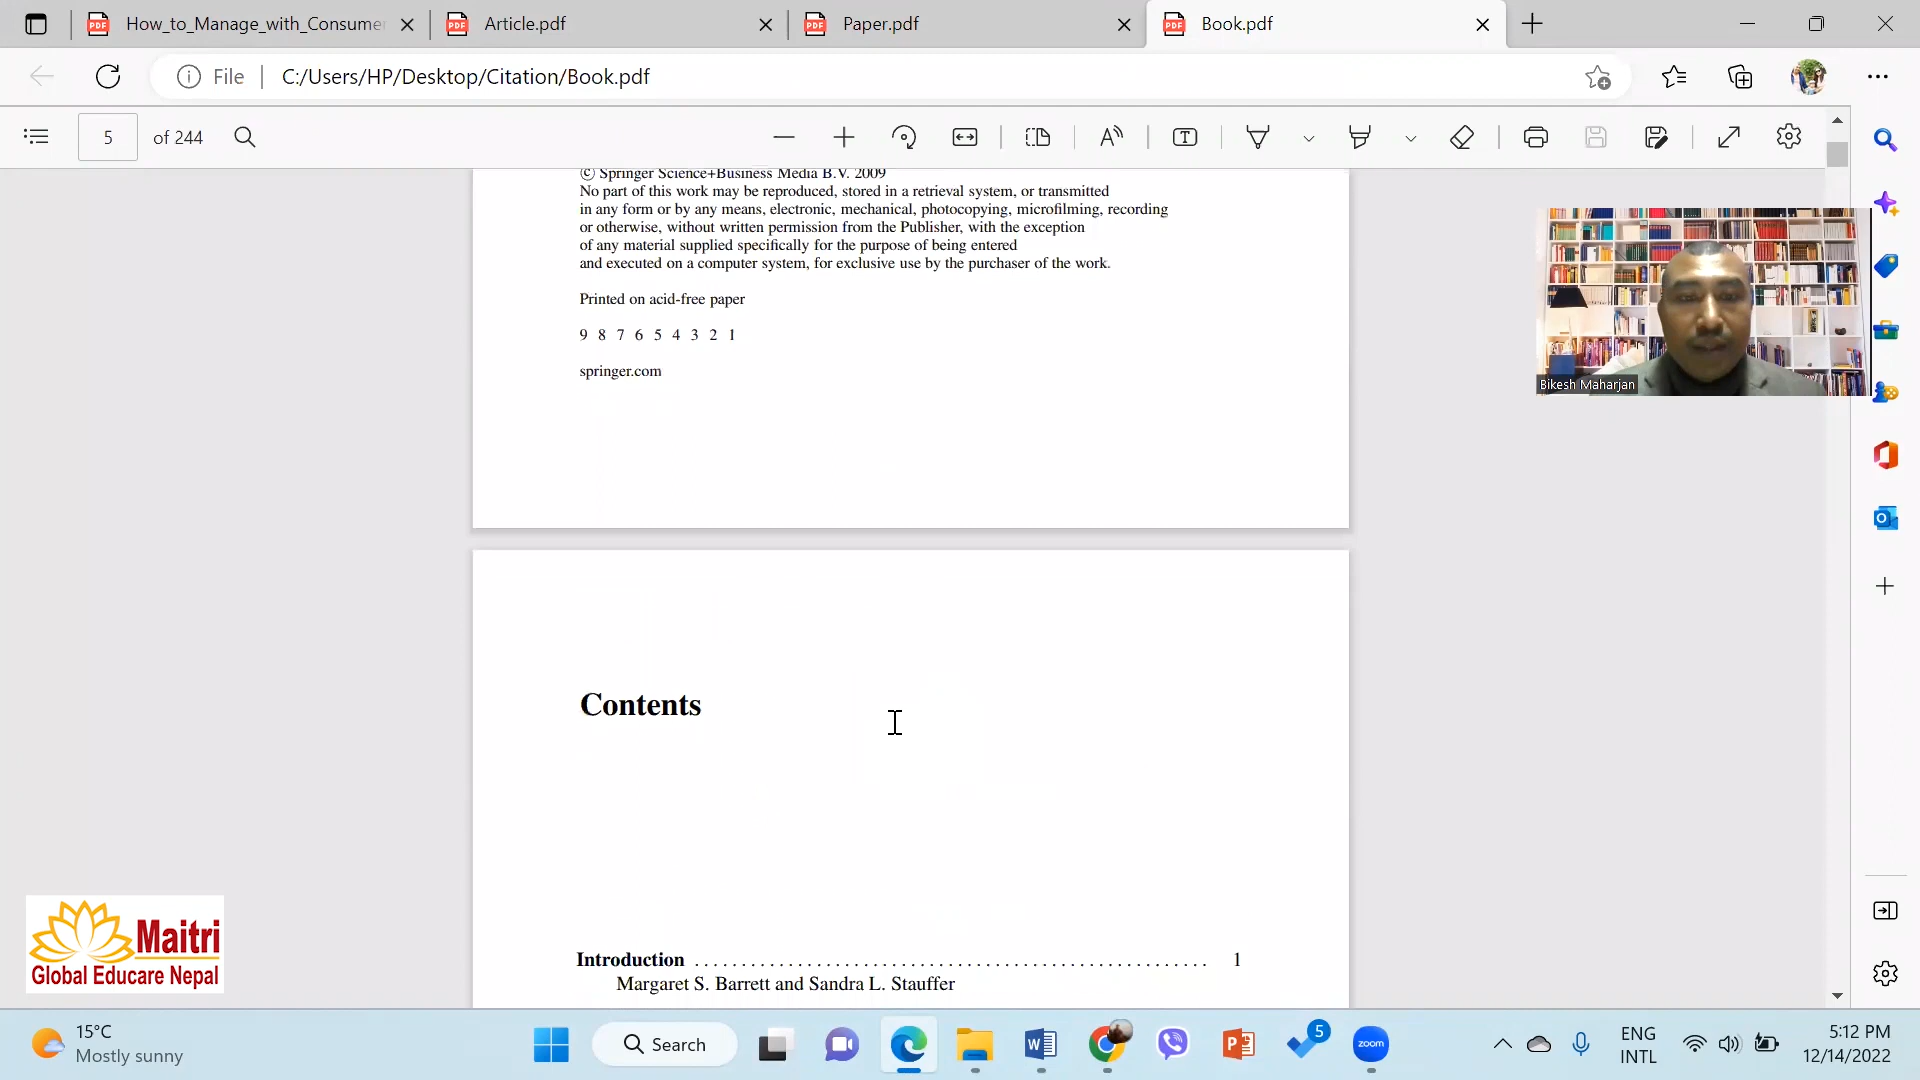 How_to_Manage_with_Consume
Article.pdf
Paper.pdf
Book.pdf
File
C:/Users/HP/Desktop/Citation/Book.pdf
5
of 244
© Springer Science+Business Media B.V. 2009
No part of this work may be reproduced, stored in a retrieval system, or transmitted
in any form or by any means, electronic, mechanical, photocopying, microfilming, recording
or otherwise, without written permission from the Publisher, with the exception
of any material supplied specifically for the purpose of being entered
and executed on a computer system, for exclusive use by the purchaser of the work.
Printed on acid-free paper
9 8 7 6 5 4 3 2 1
springer.com
Bikesh Maharjan
Contents
Introduction . . . . . . . . . . . . . . . . . . . . . . . . . . . . . . . . . . . . . . . . . . . . . . . . . . . . . . . 1
Margaret S. Barrett and Sandra L. Stauffer
Maitri
Global Educare Nepal
15°C
Mostly sunny
Search
5
zoom
ENG
INTL
5:12 PM
12/14/2022